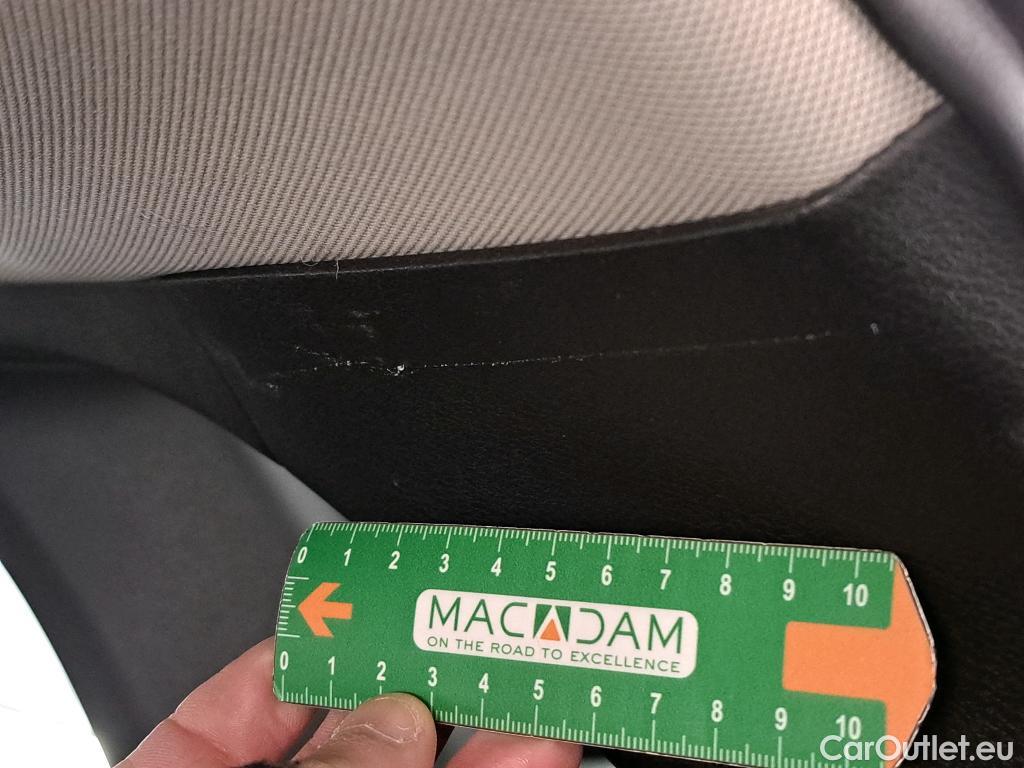 0 1 2 3 4 5 6 7 8 9 10
MACADAM
ON THE ROAD TO EXCELLENCE
0 1 2 3 4 5 6 7 8 9 10
CarOutlet.eu